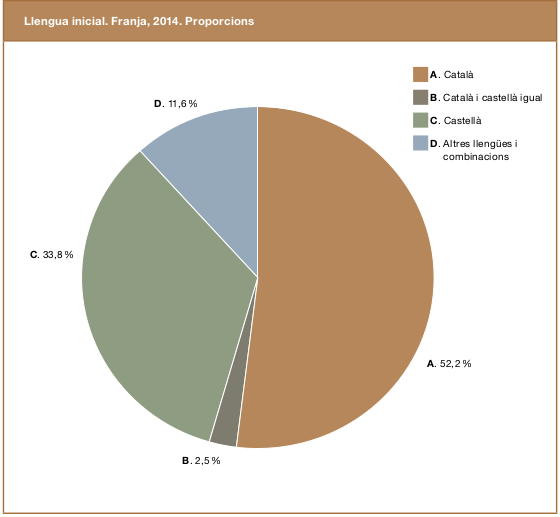 Llengua inicial. Franja, 2014. Proporcions
A. Català
B. Català i castellà igual
C. Castellà
D. Altres llengües i
combinacions
D. 11,6 %
C. 33,8 %
A. 52,2 %
B. 2,5 %